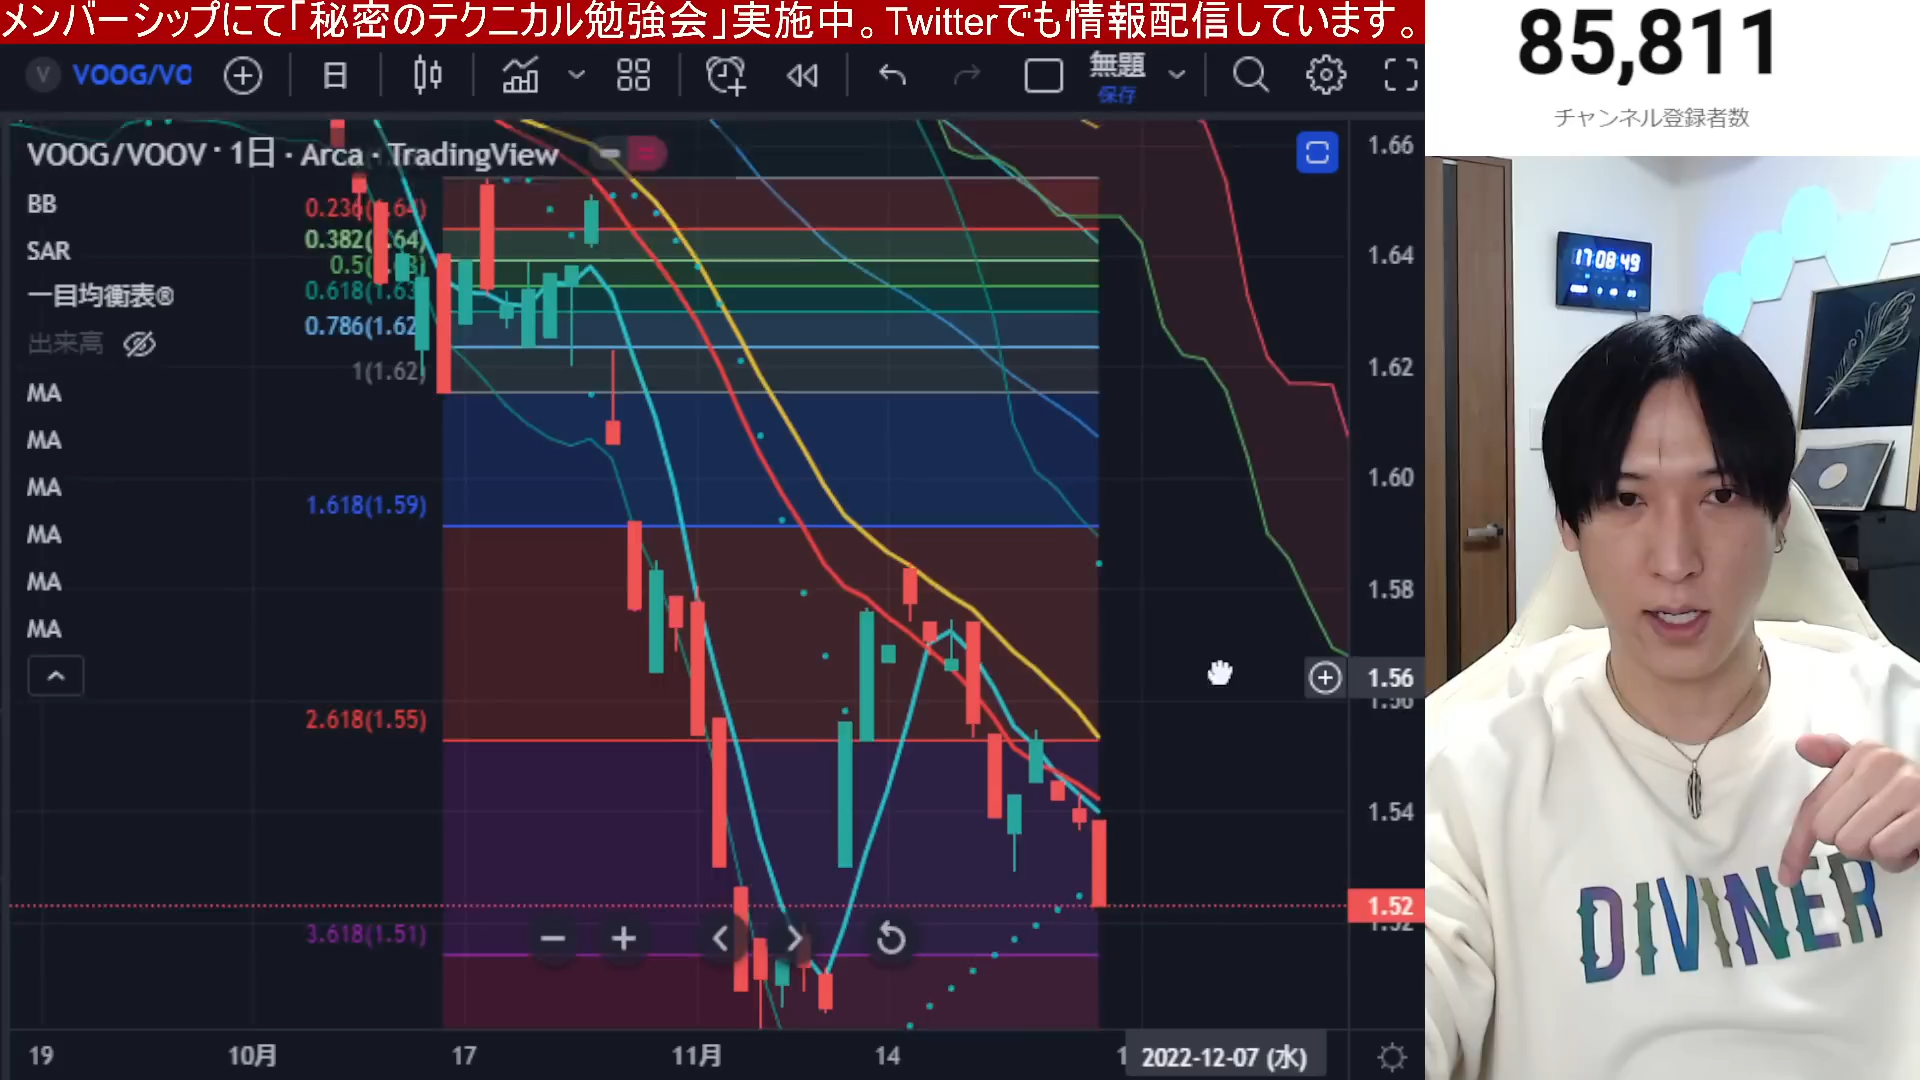 メンバーシップにて「秘密のテクニカル勉強会」実施中。Twitterでも情報配信しています。
85,811
チャンネル登録者数
V VOOG/VO
日
無題
保存
VOOG/VOOV · 1日 · Arca · TradingView
BB
SAR
一目均衡表®
出来高
MA
MA
MA
MA
MA
MA
0.382(1.64)
0.618(1.63
0.786(1.62
1(1.62)
1.618(1.59)
2.618(1.55)
3.618(1.51)
1.66
1.64
1.62
1.60
1.58
1.56
1.54
1.52
19
10月
17
11月
14
2022-12-07 (水)
17:08:49
DIVINER